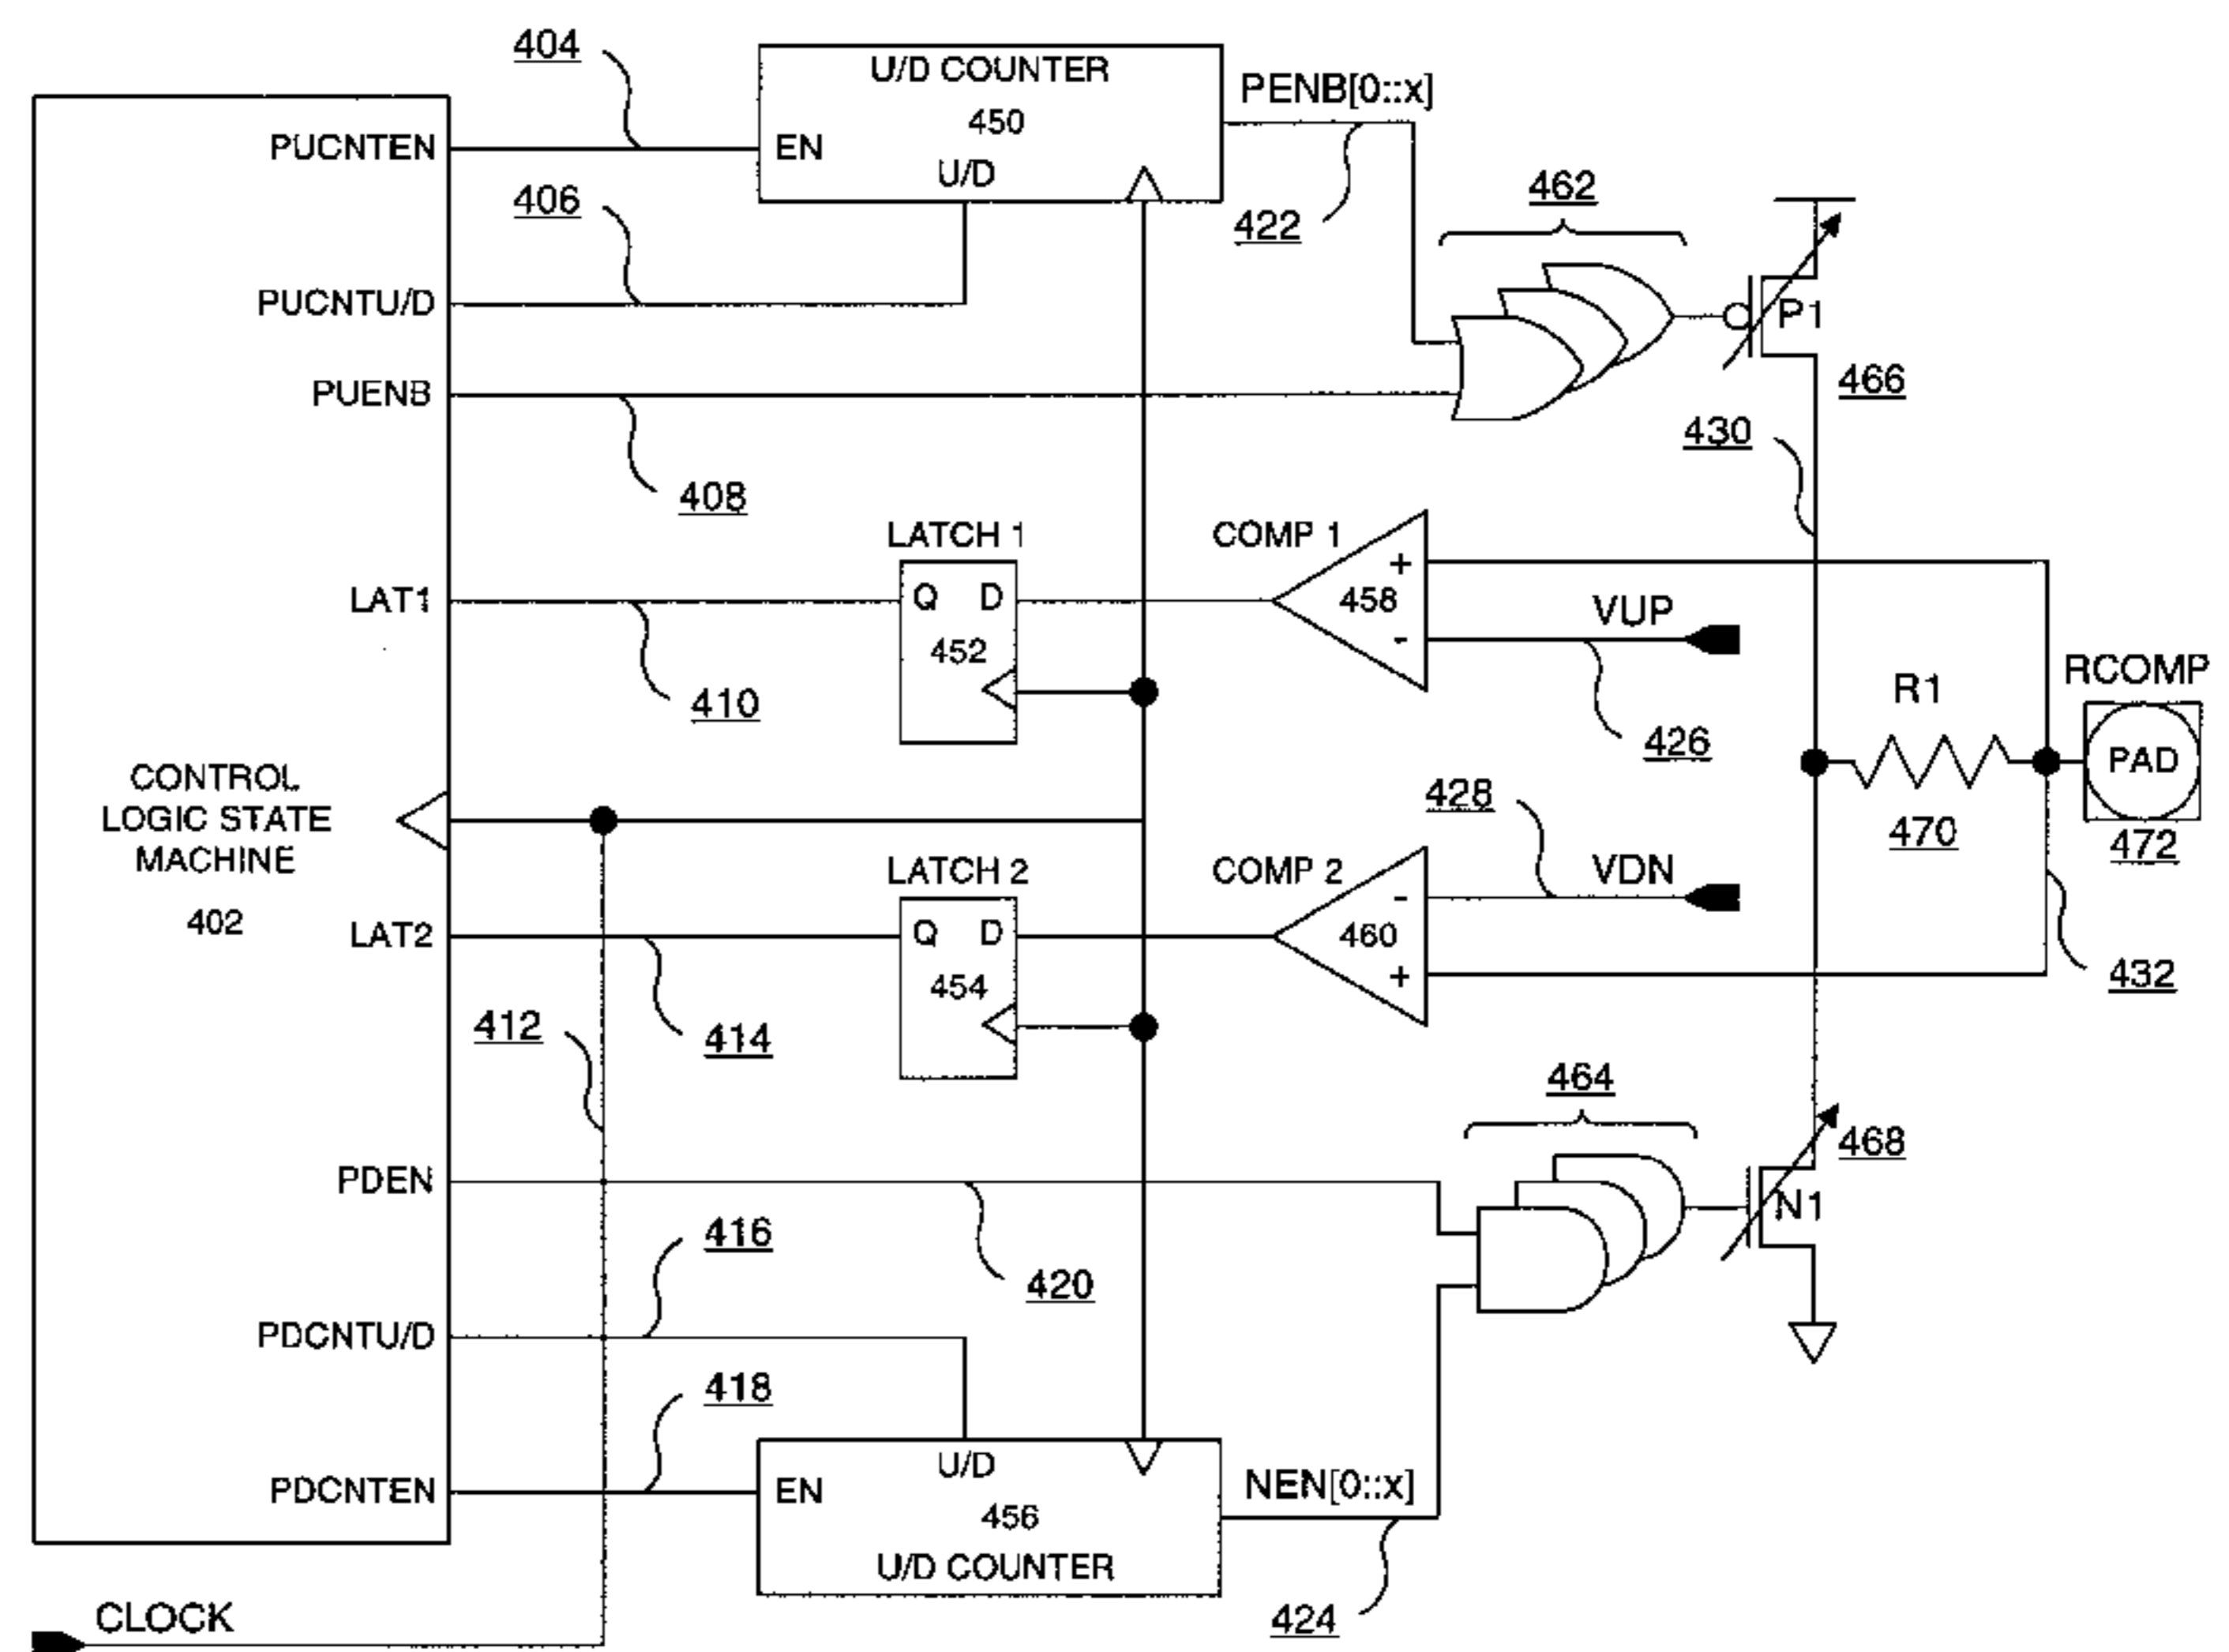 404
U/D COUNTER
450
EN
U/D
PENB[0::x]
PUCNTEN
406
422
462
PUCNTU/D
P1
466
PUENB
408
430
LATCH 1
COMP 1
LAT1
Q D
452
+
458
-
VUP
410
426
R1
RCOMP
PAD
470
472
CONTROL
LOGIC STATE
MACHINE
402
428
LATCH 2
COMP 2
VDN
LAT2
Q D
454
-
460
+
432
412
414
464
468
PDEN
N1
416
420
PDCNTU/D
418
U/D
PDCNTEN
EN
456
U/D COUNTER
NEN[0::x]
424
CLOCK